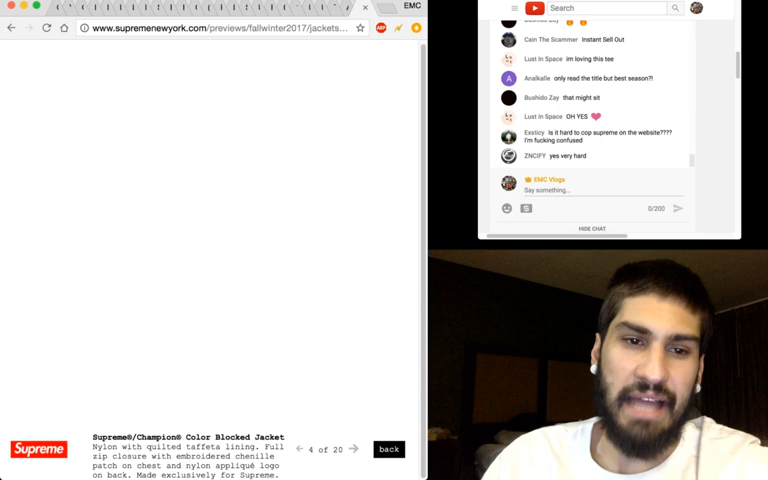 EMC
www.supremenewyork.com/previews/fallwinter2017/jackets...
ABP
Supreme
Supreme®/Champion® Color Blocked Jacket
Nylon with quilted taffeta lining. Full
zip closure with embroidered chenille
patch on chest and nylon appliqué logo
on back. Made exclusively for Supreme.
4 of 20
back
Search
Bushido Zay
Cain The Scammer Instant Sell Out
Lust In Space im loving this tee
A
Analkalle only read the title but best season?!
Bushido Zay that might sit
Lust In Space OH YES
Exsticy Is it hard to cop supreme on the website????
I'm fucking confused
ZNCIFY yes very hard
EMC Vlogs
Say something...
0/200
HIDE CHAT